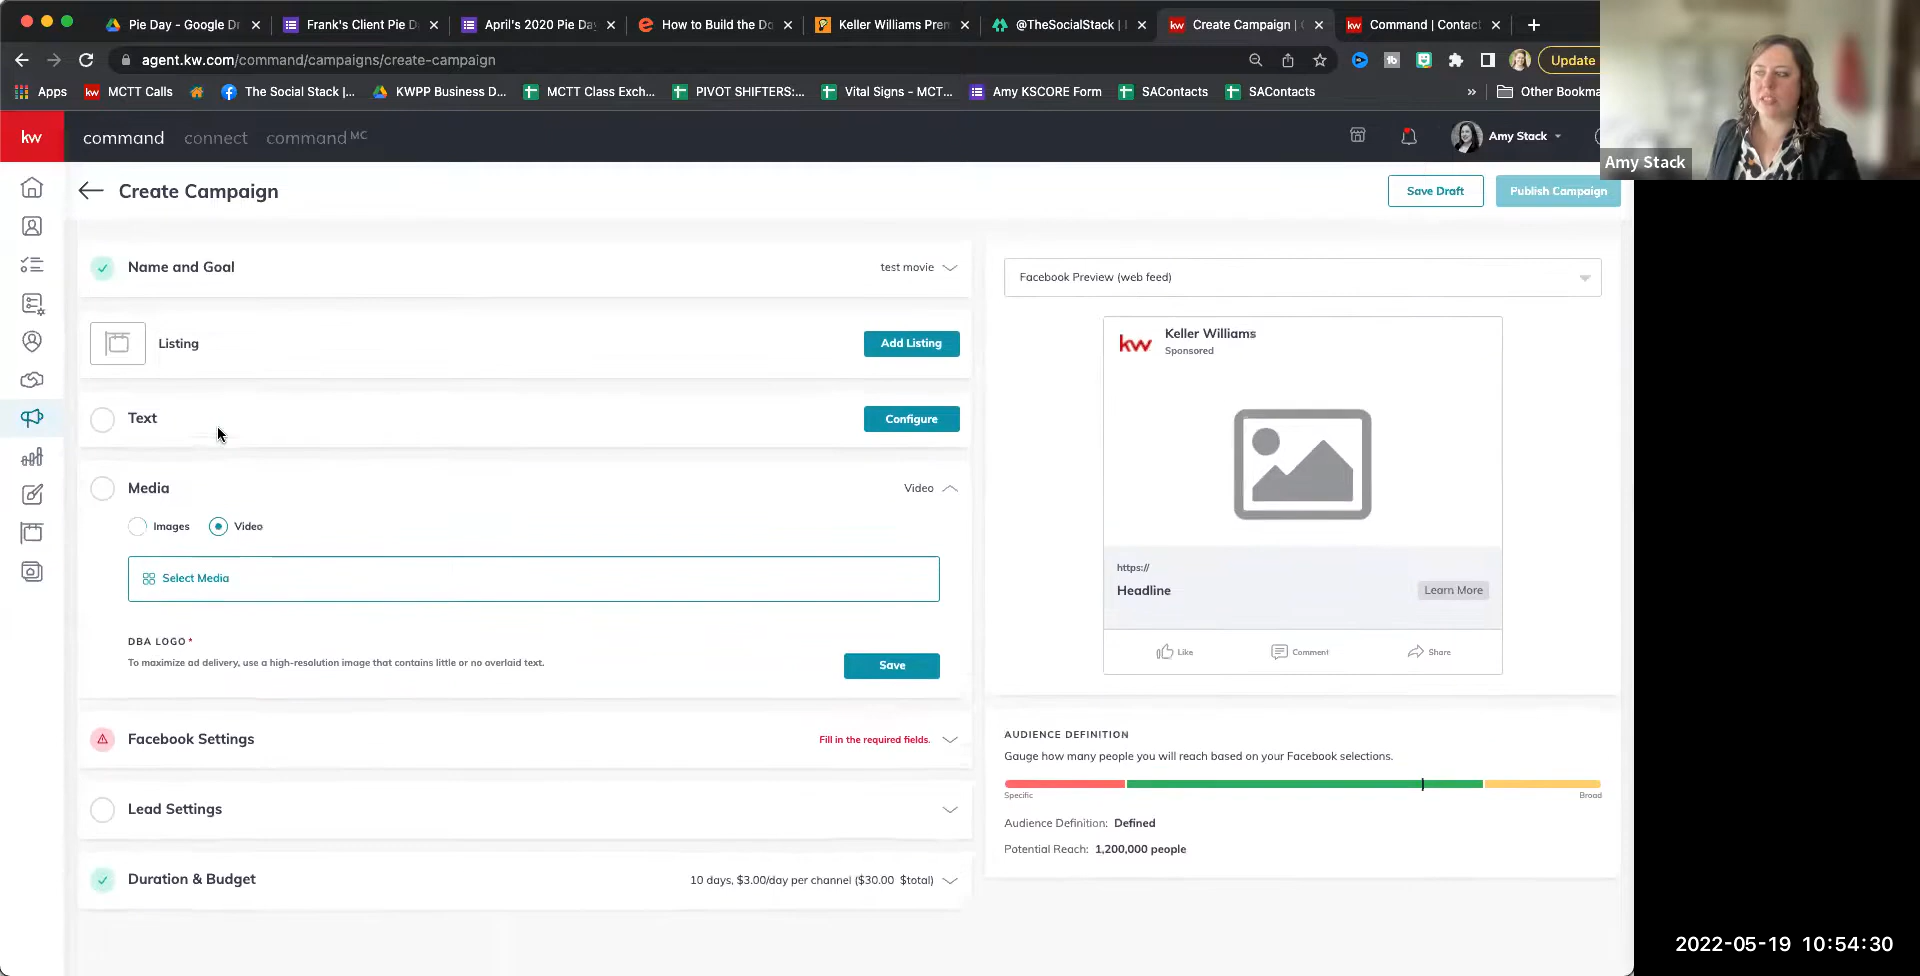 Pie Day - Google Dr
Frank's Client Pie D
April's 2020 Pie Day
How to Build the Do
Keller Williams Prem
@TheSocialStack | L
Create Campaign | C
Command | Contac
agent.kw.com/command/campaigns/create-campaign
Update
Apps
MCTT Calls
The Social Stack |...
KWPP Business D...
MCTT Class Exch...
PIVOT SHIFTERS:...
Vital Signs - MCT...
Amy KSCORE Form
SAContacts
SAContacts
»
Other Bookma
kw
command
connect
command MC
Amy Stack
Amy Stack
Create Campaign
Save Draft
Publish Campaign
Name and Goal
test movie
Listing
Add Listing
Text
Configure
Media
Video
Images
Video
Select Media
DBA LOGO *
To maximize ad delivery, use a high-resolution image that contains little or no overlaid text.
Save
Facebook Settings
Fill in the required fields.
Lead Settings
Duration & Budget
10 days, $3.00/day per channel ($30.00 $total)
Facebook Preview (web feed)
kw
Keller Williams
Sponsored
https://
Headline
Learn More
Like
Comment
Share
AUDIENCE DEFINITION
Gauge how many people you will reach based on your Facebook selections.
Specific
Broad
Audience Definition: Defined
Potential Reach: 1,200,000 people
2022-05-19 10:54:30